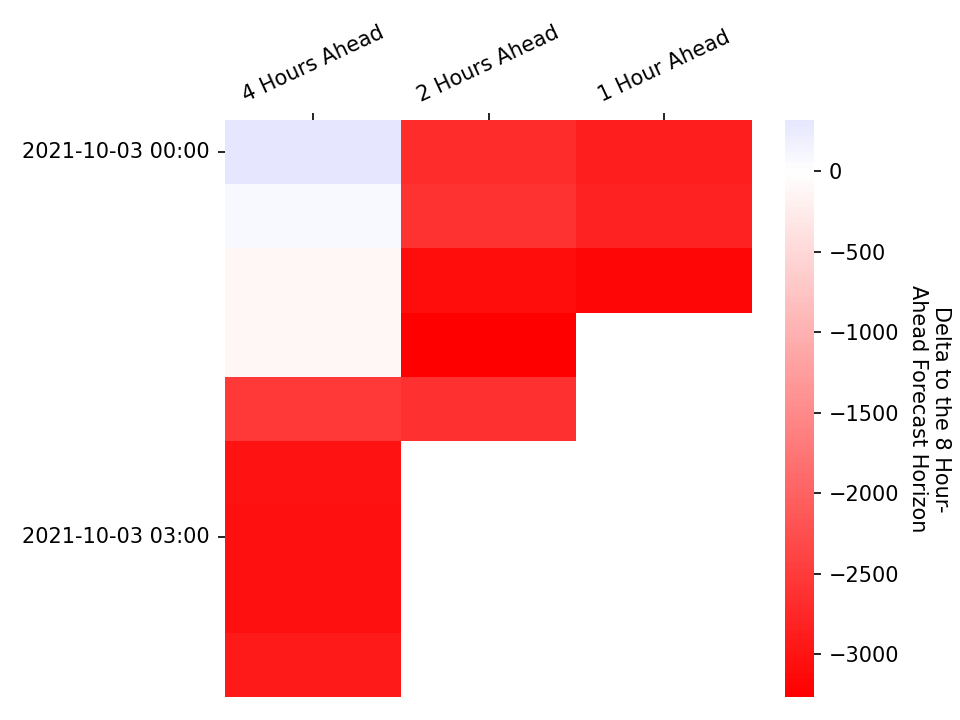 4 Hours Ahead
2 Hours Ahead
1 Hour Ahead
2021-10-03 00:00
2021-10-03 03:00
0
−500
−1000
−1500
−2000
−2500
−3000
Delta to the 8 Hour-
Ahead Forecast Horizon